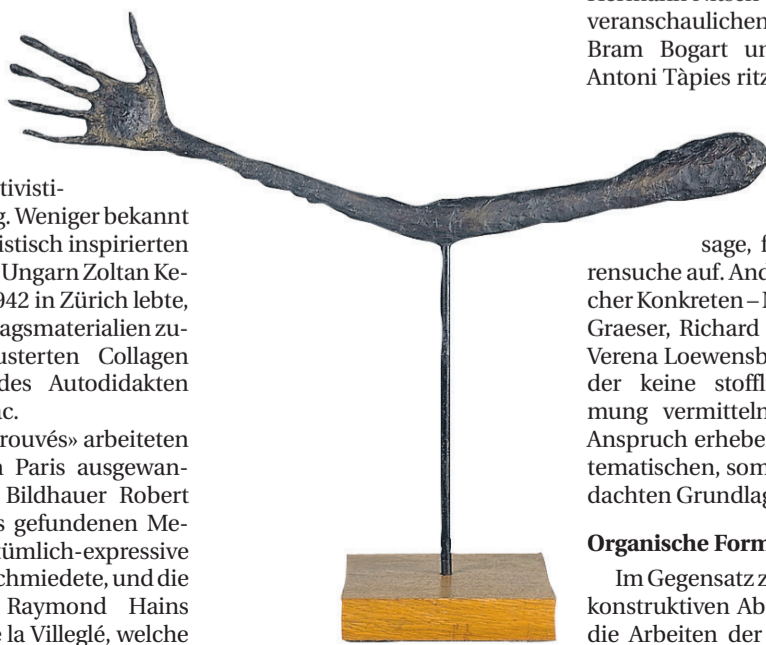 tivisti-
g. Weniger bekannt
istisch inspirierten
Ungarn Zoltan Ke-
942 in Zürich lebte,
agsmaterialien zu-
usterten Collagen
des Autodidakten
c.
rouvés» arbeiteten
n Paris ausgewan-
Bildhauer Robert
s gefundenen Me-
tümlich-expressive
chmiedete, und die
Raymond Hains
e la Villeglé, welche
Hermann Nitsch
veranschaulichen
Bram Bogart un
Antoni Tàpies ritz
sage, f
rensuche auf. And
cher Konkreten – 
Graeser, Richard
Verena Loewensb
der keine stoffl
mung vermitteln
Anspruch erhebe
tematischen, som
dachten Grundlag
Organische Form
Im Gegensatz z
konstruktiven Ab
die Arbeiten der